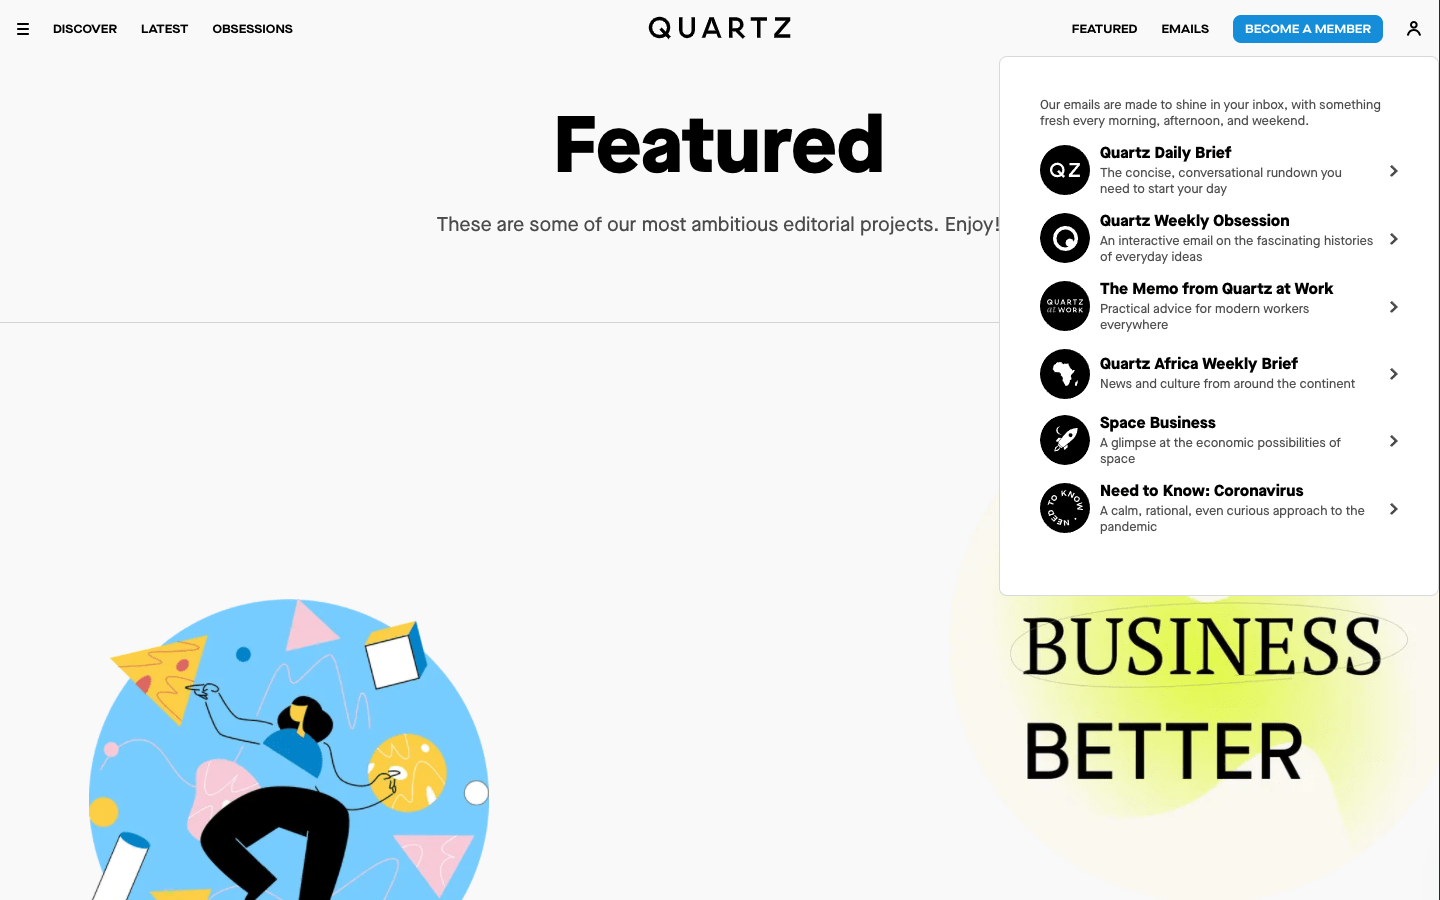 DISCOVER
LATEST
OBSESSIONS
QUARTZ
FEATURED
EMAILS
BECOME A MEMBER
Featured
These are some of our most ambitious editorial projects. Enjoy!
Our emails are made to shine in your inbox, with something
fresh every morning, afternoon, and weekend.
QZ
Quartz Daily Brief
The concise, conversational rundown you
need to start your day
Quartz Weekly Obsession
An interactive email on the fascinating histories
of everyday ideas
QUARTZ
at WORK
The Memo from Quartz at Work
Practical advice for modern workers
everywhere
Quartz Africa Weekly Brief
News and culture from around the continent
Space Business
A glimpse at the economic possibilities of
space
NEED TO KNOW
Need to Know: Coronavirus
A calm, rational, even curious approach to the
pandemic
BUSINESS
BETTER